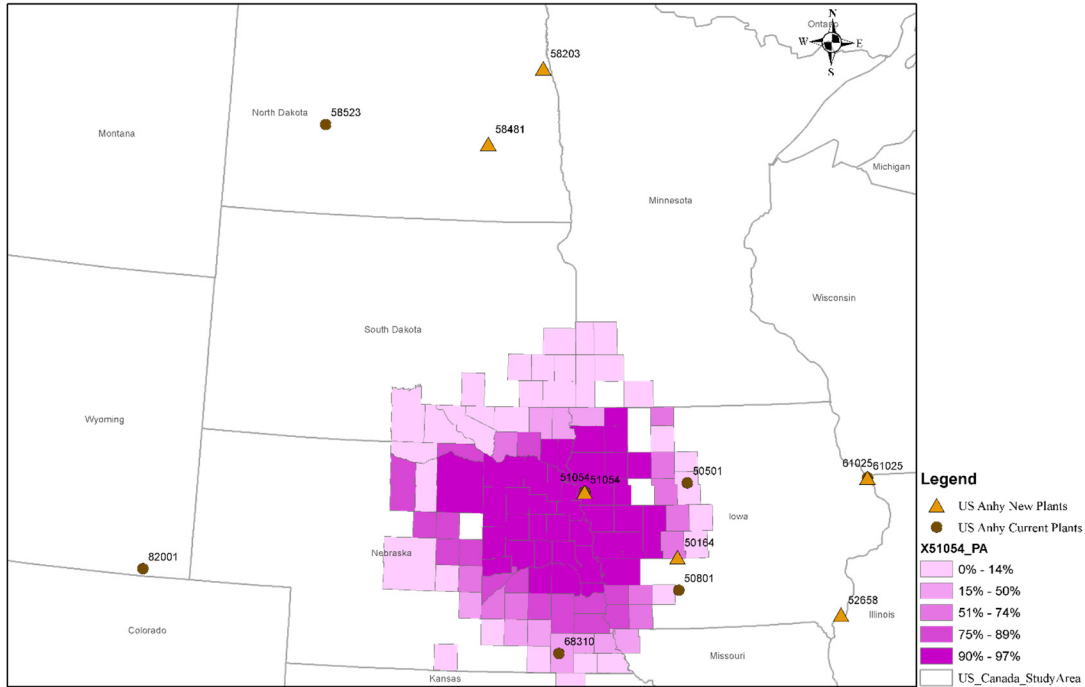 Ontario
N
W E
S
58203
58523
North Dakota
Montana
58481
Michigan
Minnesota
Wisconsin
South Dakota
Wyoming
61025 61025
51054 51054
50501
Iowa
50164
Nebraska
82001
50801
52658
Illinois
Colorado
68310
Missouri
Kansas
Legend
US Anhy New Plants
US Anhy Current Plants
X51054_PA
0% - 14%
15% - 50%
51% - 74%
75% - 89%
90% - 97%
US_Canada_StudyArea